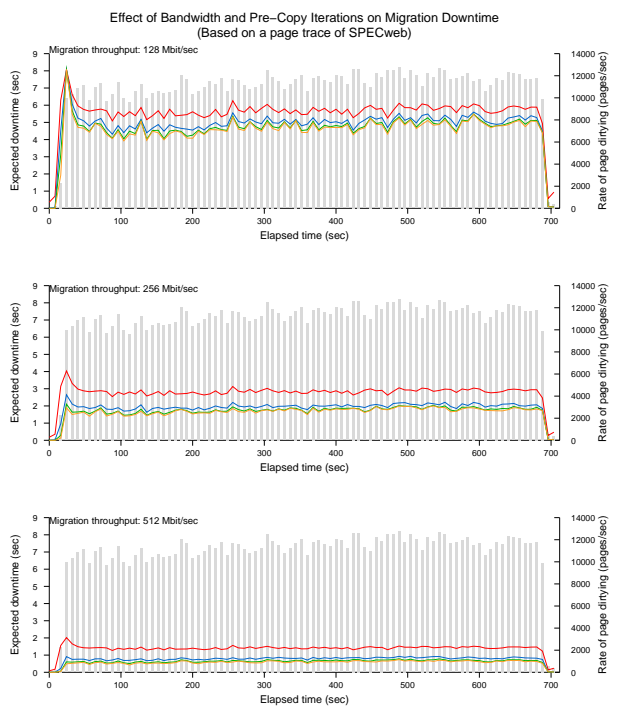 Effect of Bandwidth and Pre−Copy Iterations on Migration Downtime
(Based on a page trace of SPECweb)
Migration throughput: 128 Mbit/sec
Expected downtime (sec)
0 1 2 3 4 5 6 7 8 9
Rate of page dirtying (pages/sec)
0 2000 4000 6000 8000 10000 12000 14000
0 100 200 300 400 500 600 700
Elapsed time (sec)
Migration throughput: 256 Mbit/sec
Expected downtime (sec)
0 1 2 3 4 5 6 7 8 9
Rate of page dirtying (pages/sec)
0 2000 4000 6000 8000 10000 12000 14000
0 100 200 300 400 500 600 700
Elapsed time (sec)
Migration throughput: 512 Mbit/sec
Expected downtime (sec)
0 1 2 3 4 5 6 7 8 9
Rate of page dirtying (pages/sec)
0 2000 4000 6000 8000 10000 12000 14000
0 100 200 300 400 500 600 700
Elapsed time (sec)